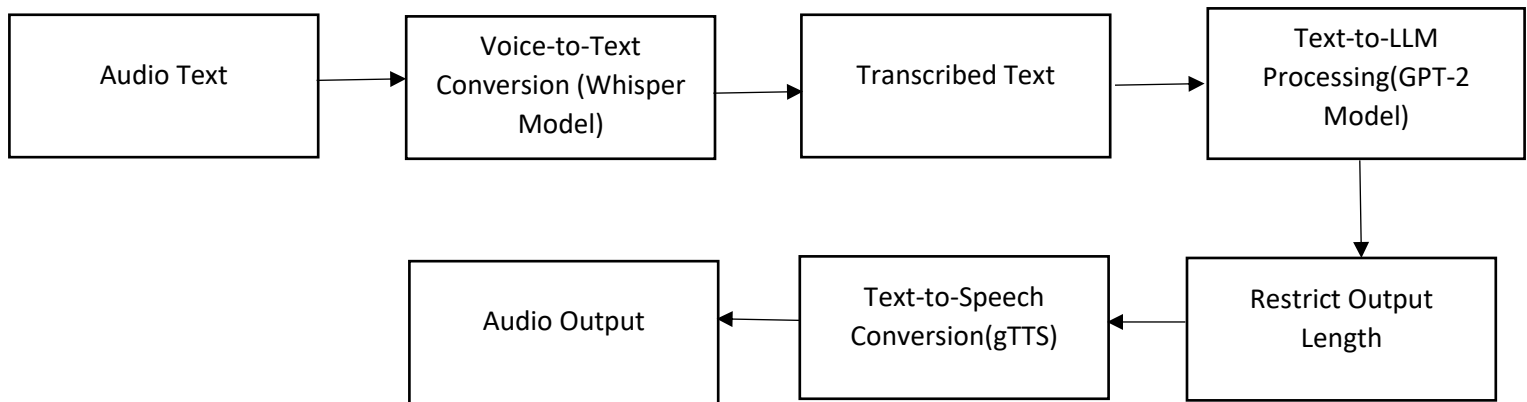 Audio Text
Voice-to-Text
Conversion (Whisper
Model)
Transcribed Text
Text-to-LLM
Processing(GPT-2
Model)
Restrict Output
Length
Text-to-Speech
Conversion(gTTS)
Audio Output